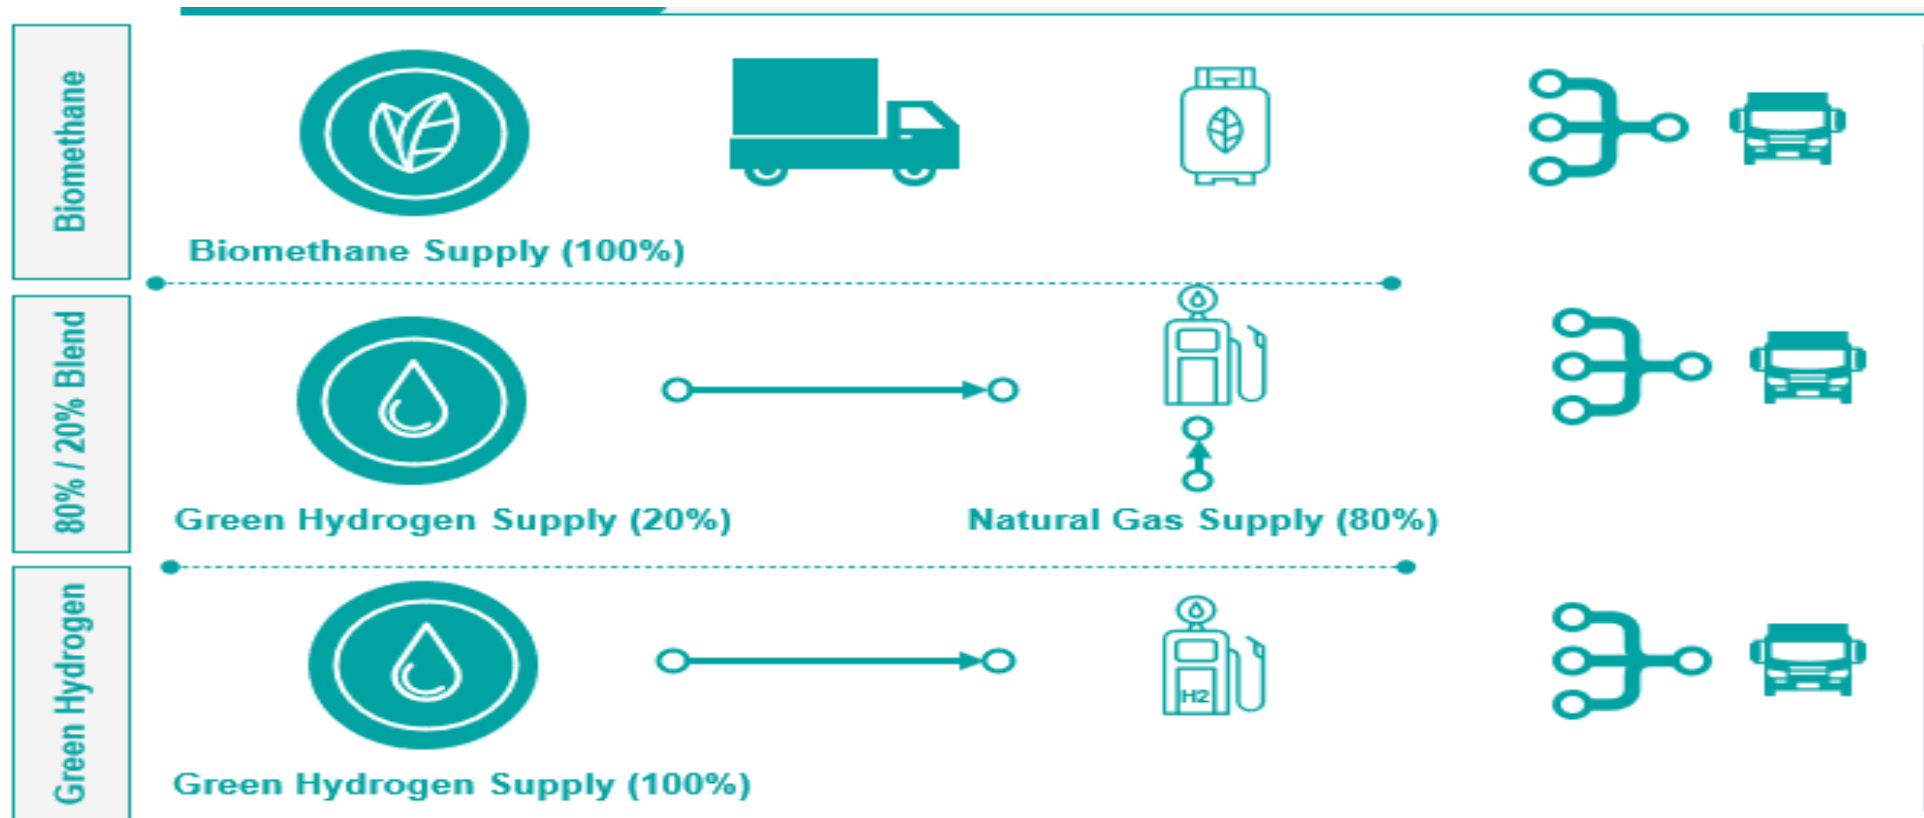 Biomethane
Biomethane Supply (100%)
80% / 20% Blend
Green Hydrogen Supply (20%)
Natural Gas Supply (80%)
Green Hydrogen
H2
Green Hydrogen Supply (100%)